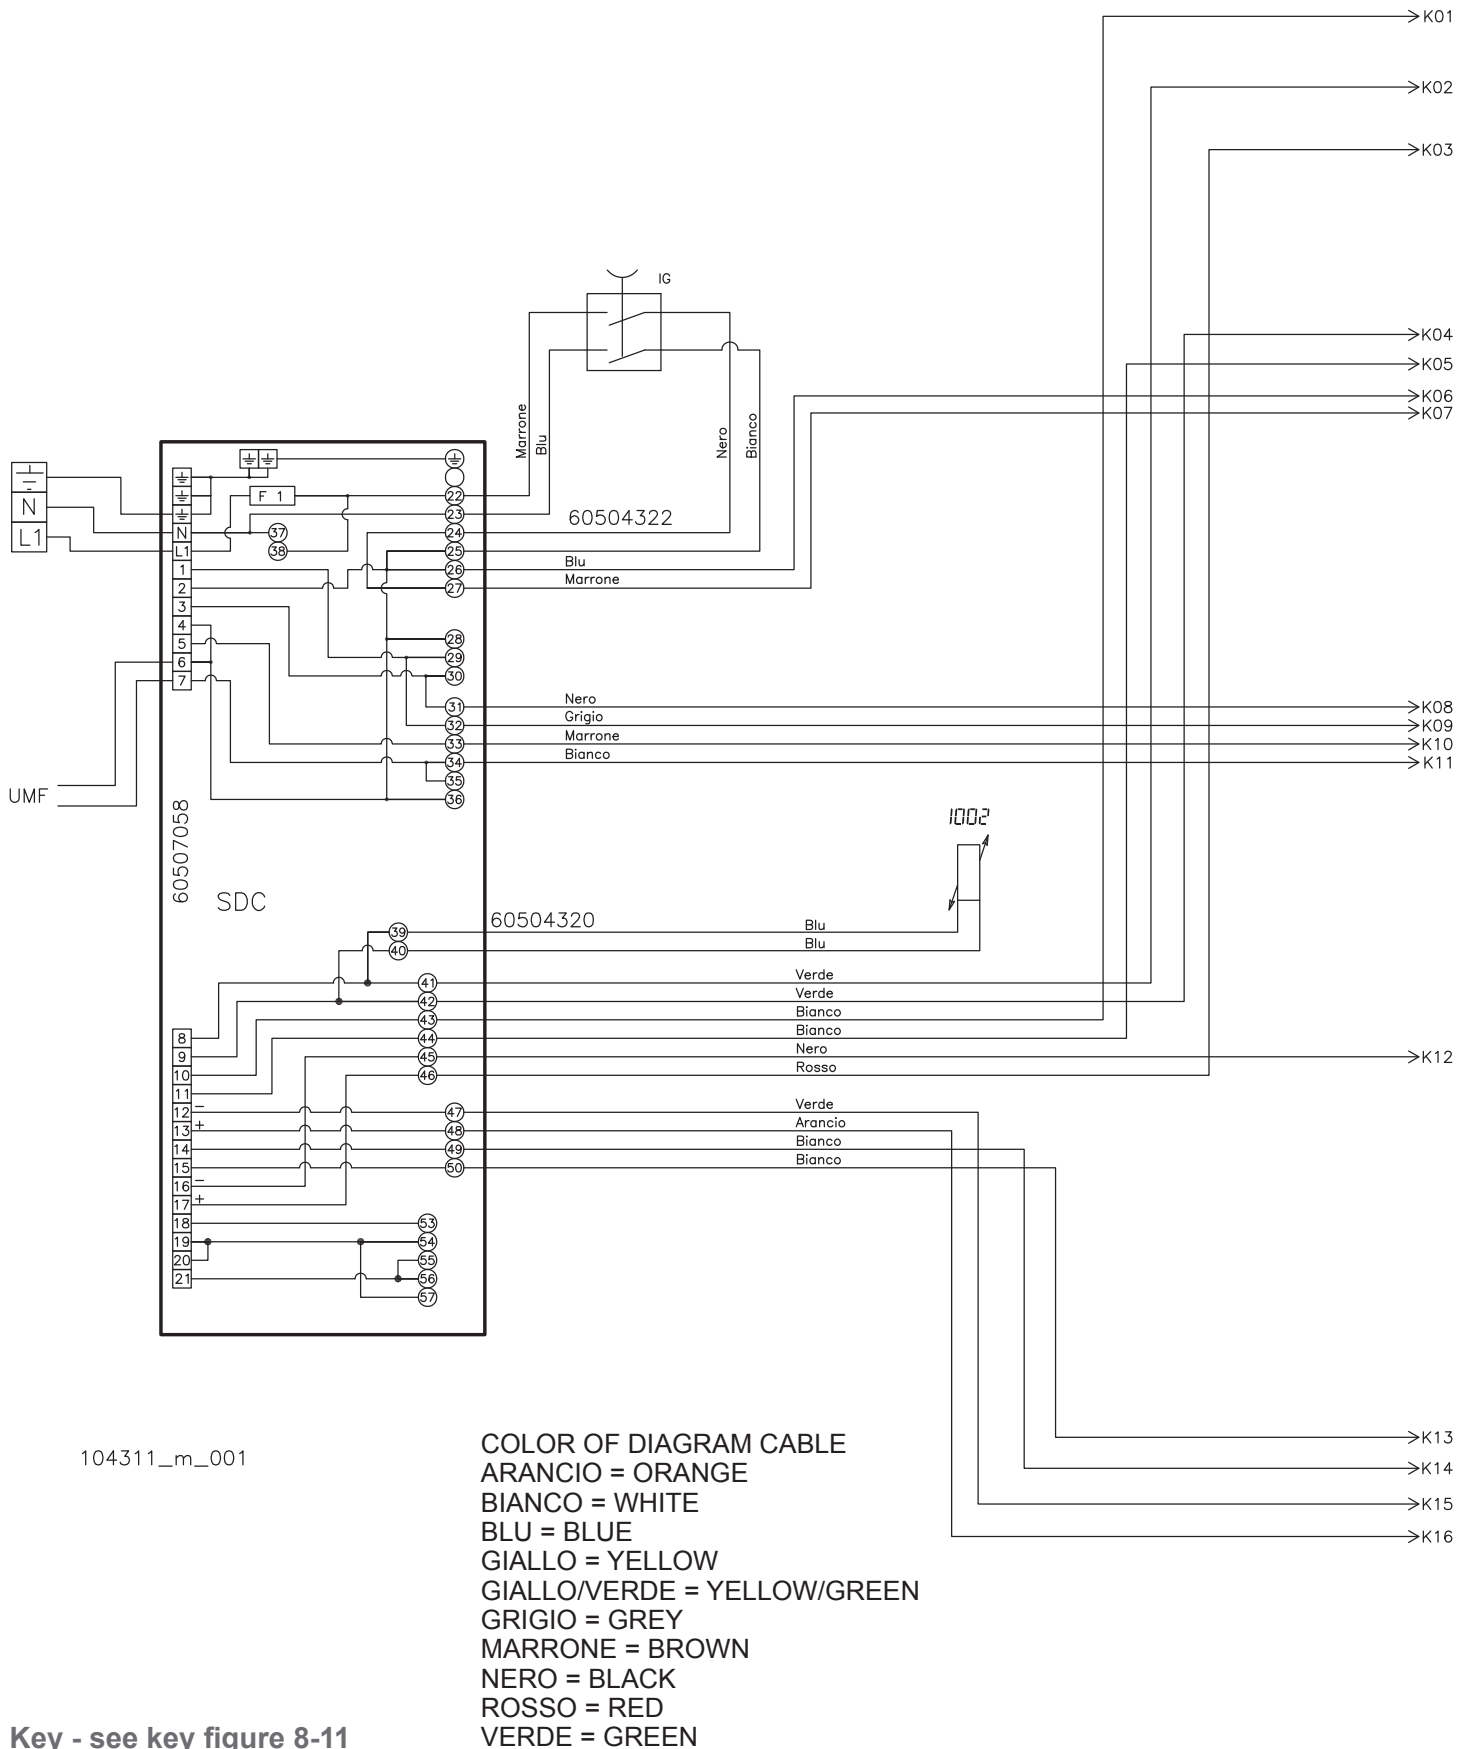 K01
K02
K03
IG
K04
K05
K06
K07
Marrone
Blu
Nero
Bianco
N
L1
F 1
22
23
60504322
N
37
24
L1
38
25
1
26
Blu
2
27
Marrone
3
4
5
28
6
29
7
30
31
Nero
K08
32
Grigio
K09
33
Marrone
K10
34
Bianco
K11
35
36
UMF
60507058
1002
SDC
60504320
39
Blu
40
Blu
41
Verde
42
Verde
43
Bianco
8
44
Bianco
9
45
Nero
K12
10
46
Rosso
11
12
−
47
Verde
13
+
48
Arancio
14
49
Bianco
15
50
Bianco
16
−
17
+
18
53
19
54
20
55
21
56
57
K13
K14
K15
K16
104311_m_001
COLOR OF DIAGRAM CABLE
ARANCIO = ORANGE
BIANCO = WHITE
BLU = BLUE
GIALLO = YELLOW
GIALLO/VERDE = YELLOW/GREEN
GRIGIO = GREY
MARRONE = BROWN
NERO = BLACK
ROSSO = RED
VERDE = GREEN
Key - see key figure 8-11